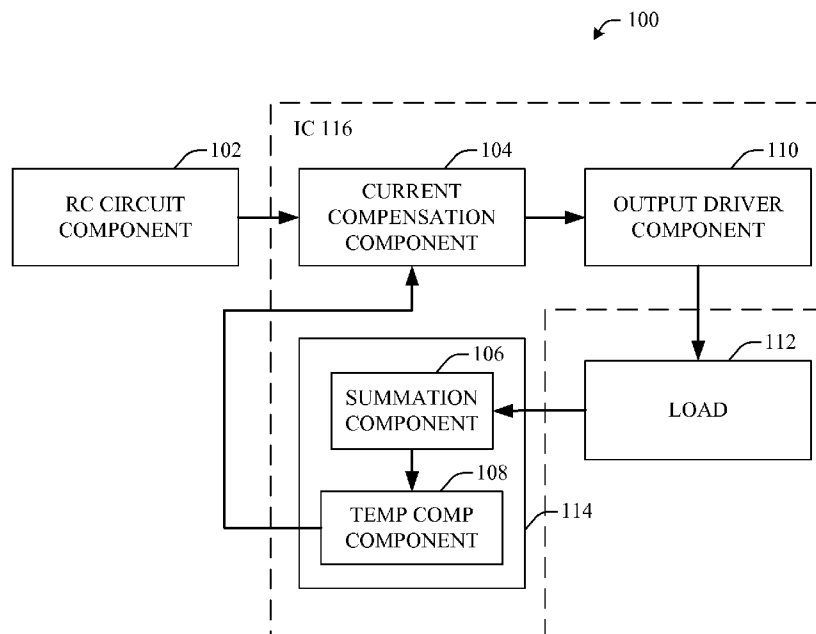 100
IC 116
102
RC CIRCUIT
COMPONENT
104
CURRENT
COMPENSATION
COMPONENT
110
OUTPUT DRIVER
COMPONENT
106
SUMMATION
COMPONENT
112
LOAD
108
TEMP COMP
COMPONENT
114